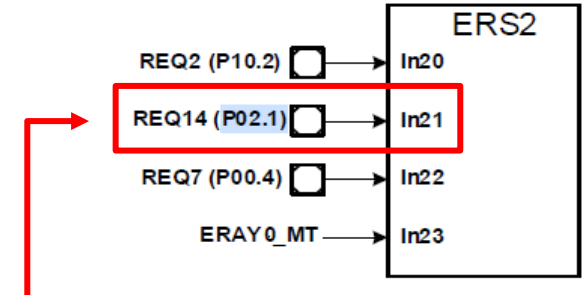 ERS2
REQ2 (P10.2) In20
REQ14 (P02.1) In21
REQ7 (P00.4) In22
ERAY0_MT In23